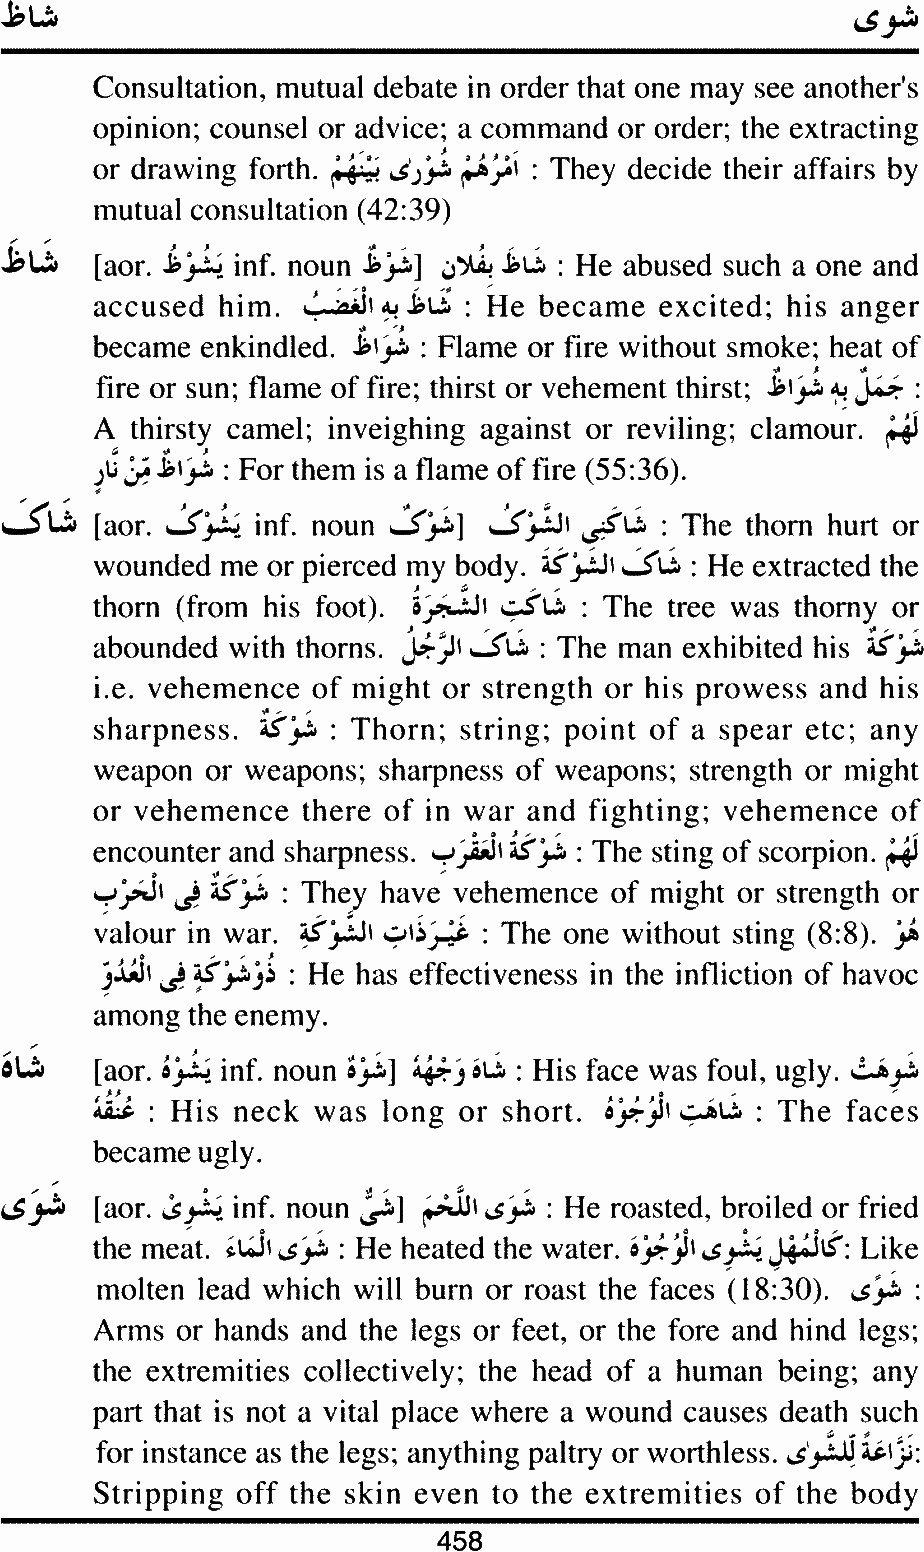 شاظ شوی
Consultation, mutual debate in order that one may see another's
opinion; counsel or advice; a command or order; the extracting
or drawing forth. اَمْرُهُمْ شُوْرٰى بَيْنَهُمْ : They decide their affairs by
mutual consultation (42:39)
شَاظَ [aor. يَشُوْظُ inf. noun شَوْظٌ] شَاظَ بِفُلَانٍ : He abused such a one and
accused him. شَاظَ بِهِ الْغَضَبُ : He became excited; his anger
became enkindled. شُوَاظٌ : Flame or fire without smoke; heat of
fire or sun; flame of fire; thirst or vehement thirst; جَمَلٌ بِهِ شُوَاظٌ :
A thirsty camel; inveighing against or reviling; clamour. لَهُمْ
شُوَاظٌ مِّنْ نَّارٍ : For them is a flame of fire (55:36).
شَاكَ [aor. يَشُوْكُ inf. noun شَوْكٌ] شَاكَنِى الشَّوْكُ : The thorn hurt or
wounded me or pierced my body. شَاكَ الشَّوْكَةَ : He extracted the
thorn (from his foot). شَاكَتِ الشَّجَرَةُ : The tree was thorny or
abounded with thorns. شَاكَ الرَّجُلُ : The man exhibited his شَوْكَةٌ
i.e. vehemence of might or strength or his prowess and his
sharpness. شَوْكَةٌ : Thorn; string; point of a spear etc; any
weapon or weapons; sharpness of weapons; strength or might
or vehemence there of in war and fighting; vehemence of
encounter and sharpness. شَوْكَةُ الْعَقْرَبِ : The sting of scorpion. لَهُمْ
شَوْكَةٌ فِى الْحَرْبِ : They have vehemence of might or strength or
valour in war. غَيْرَ ذَاتِ الشَّوْكَةِ : The one without sting (8:8). هُوَ
ذُوْشَوْكَةٍ فِى الْعَدُوِّ : He has effectiveness in the infliction of havoc
among the enemy.
شَاهَ [aor. يَشُوْهُ inf. noun شَوْهٌ] شَاهَ وَجْهُهُ : His face was foul, ugly. شَوِهَتْ
عُنُقُهُ : His neck was long or short. شَاهَتِ الْوُجُوْهُ : The faces
became ugly.
شَوَى [aor. يَشْوِىْ inf. noun شَىٌّ] شَوَى اللَّحْمَ : He roasted, broiled or fried
the meat. شَوَى الْمَاءَ : He heated the water. كَالْمُهْلِ يَشْوِى الْوُجُوْهَ: Like
molten lead which will burn or roast the faces (18:30). شَوًى :
Arms or hands and the legs or feet, or the fore and hind legs;
the extremities collectively; the head of a human being; any
part that is not a vital place where a wound causes death such
for instance as the legs; anything paltry or worthless. نَزَّاعَةً لِّلشَّوٰى:
Stripping off the skin even to the extremities of the body
458